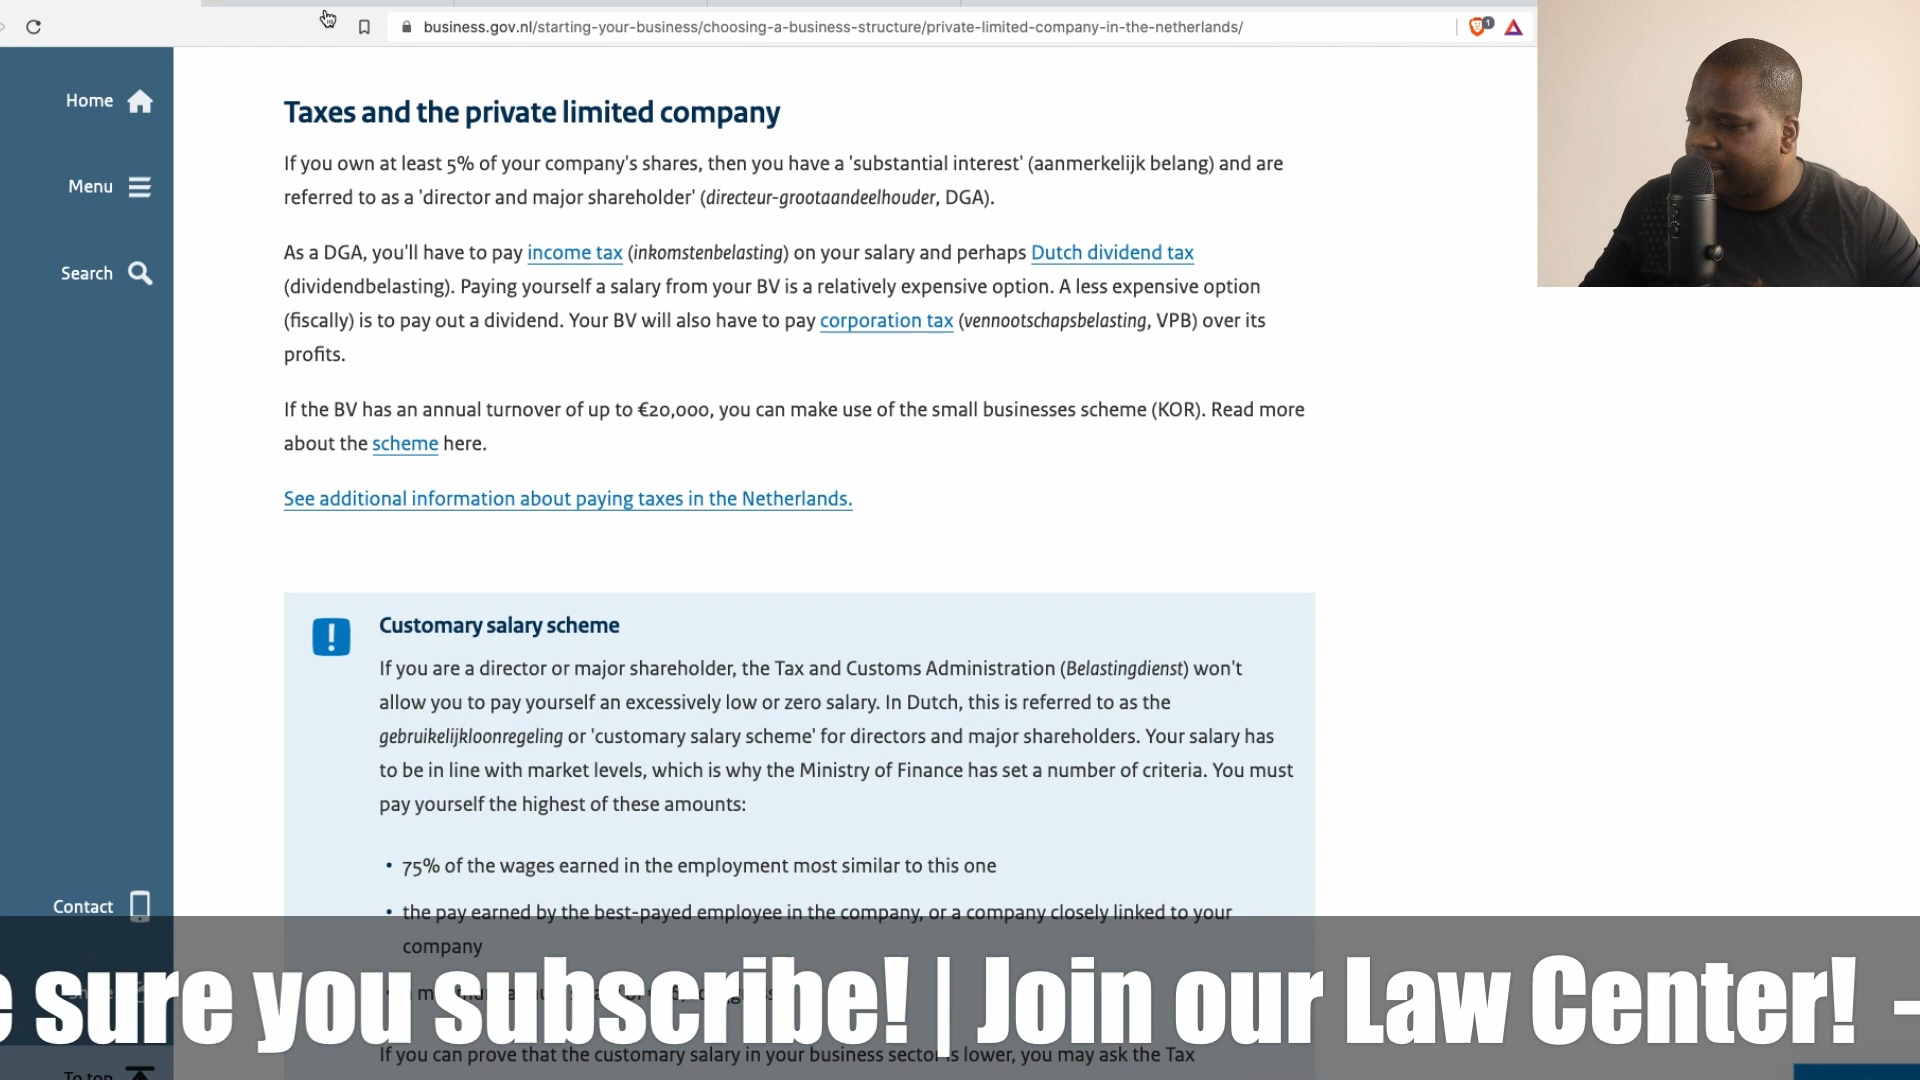 business.gov.nl/starting-your-business/choosing-a-business-structure/private-limited-company-in-the-netherlands/
1
Home
Menu
Search
Taxes and the private limited company
If you own at least 5% of your company's shares, then you have a 'substantial interest' (aanmerkelijk belang) and are
referred to as a 'director and major shareholder' (directeur-grootaandeelhouder, DGA).
As a DGA, you'll have to pay income tax (inkomstenbelasting) on your salary and perhaps Dutch dividend tax
(dividendbelasting). Paying yourself a salary from your BV is a relatively expensive option. A less expensive option
(fiscally) is to pay out a dividend. Your BV will also have to pay corporation tax (vennootschapsbelasting, VPB) over its
profits.
If the BV has an annual turnover of up to €20,000, you can make use of the small businesses scheme (KOR). Read more
about the scheme here.
See additional information about paying taxes in the Netherlands.
Customary salary scheme
If you are a director or major shareholder, the Tax and Customs Administration (Belastingdienst) won't
allow you to pay yourself an excessively low or zero salary. In Dutch, this is referred to as the
gebruikelijkloonregeling or 'customary salary scheme' for directors and major shareholders. Your salary has
to be in line with market levels, which is why the Ministry of Finance has set a number of criteria. You must
pay yourself the highest of these amounts:
• 75% of the wages earned in the employment most similar to this one
• the pay earned by the best-payed employee in the company, or a company closely linked to your
company
Contact
e sure you subscribe! | Join our Law Center! -
If you can prove that the customary salary in your business sector is lower, you may ask the Tax
To top